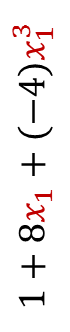 1 + 8x₁ + (−4)x₁³